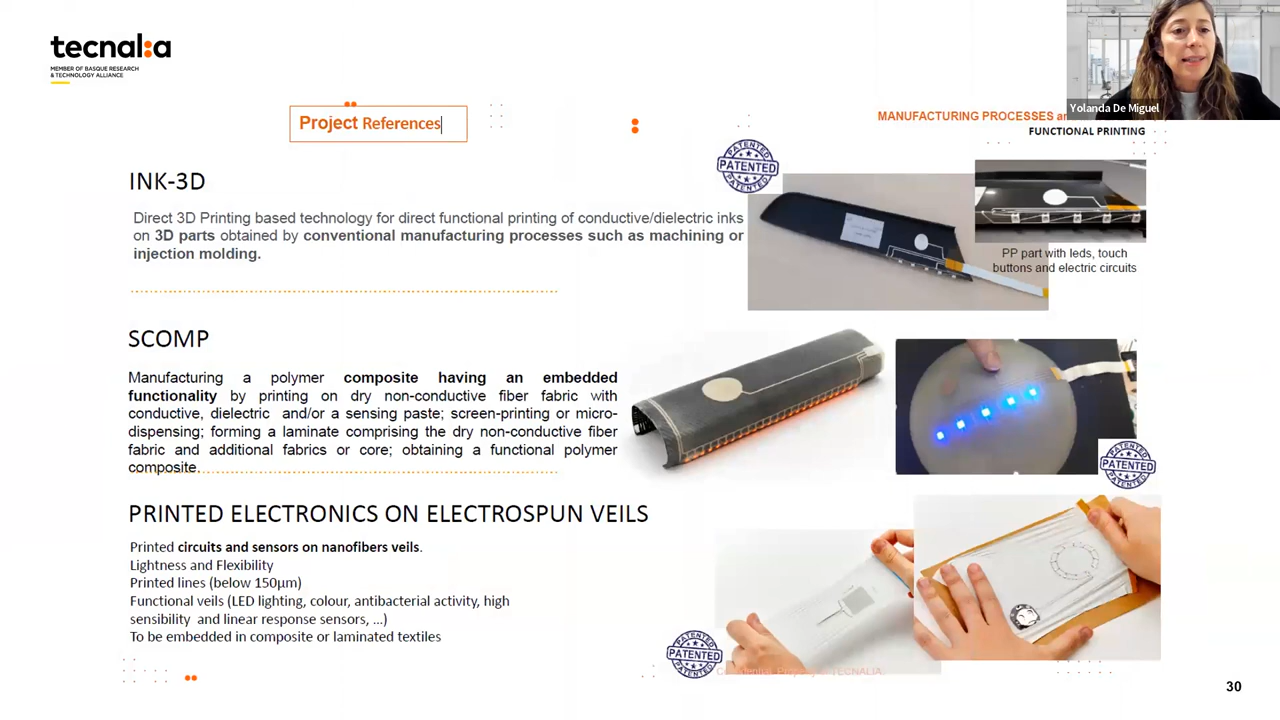 tecnal:a
MEMBER OF BASQUE RESEARCH
& TECHNOLOGY ALLIANCE
Yolanda De Miguel
Project References
MANUFACTURING PROCESSES
FUNCTIONAL PRINTING
PATENTED
INK-3D
Direct 3D Printing based technology for direct functional printing of conductive/dielectric inks
on 3D parts obtained by conventional manufacturing processes such as machining or
injection molding.
PP part with leds, touch
buttons and electric circuits
SCOMP
Manufacturing a polymer composite having an embedded
functionality by printing on dry non-conductive fiber fabric with
conductive, dielectric and/or a sensing paste; screen-printing or micro-
dispensing; forming a laminate comprising the dry non-conductive fiber
fabric and additional fabrics or core; obtaining a functional polymer
composite.
PATENTED
PRINTED ELECTRONICS ON ELECTROSPUN VEILS
Printed circuits and sensors on nanofibers veils.
Lightness and Flexibility
Printed lines (below 150µm)
Functional veils (LED lighting, colour, antibacterial activity, high
sensibility and linear response sensors, ...)
To be embedded in composite or laminated textiles
PATENTED
Confidential. Property of TECNALIA.
30